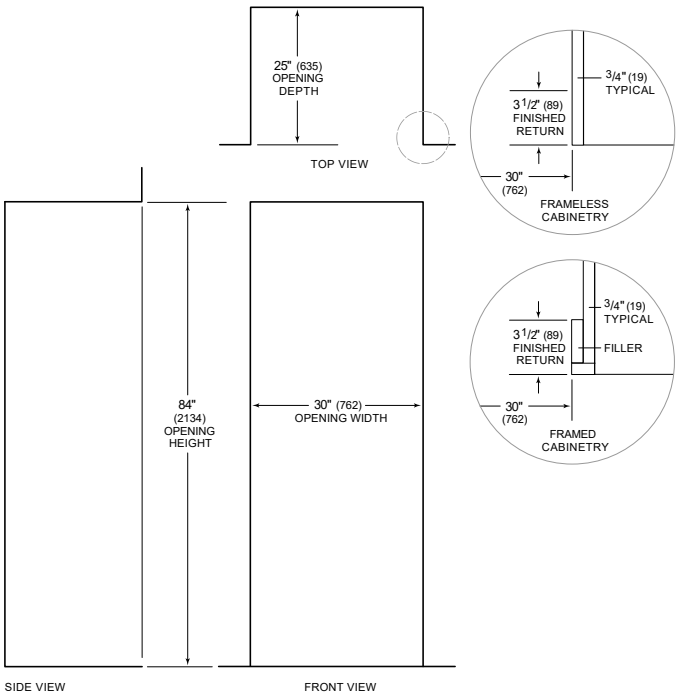 25" (635)
OPENING
DEPTH
TOP VIEW
3/4" (19)
TYPICAL
3 1/2" (89)
FINISHED
RETURN
30"
(762)
FRAMELESS
CABINETRY
3/4" (19)
TYPICAL
3 1/2" (89)
FINISHED
RETURN
FILLER
30"
(762)
FRAMED
CABINETRY
84"
(2134)
OPENING
HEIGHT
30" (762)
OPENING WIDTH
SIDE VIEW
FRONT VIEW